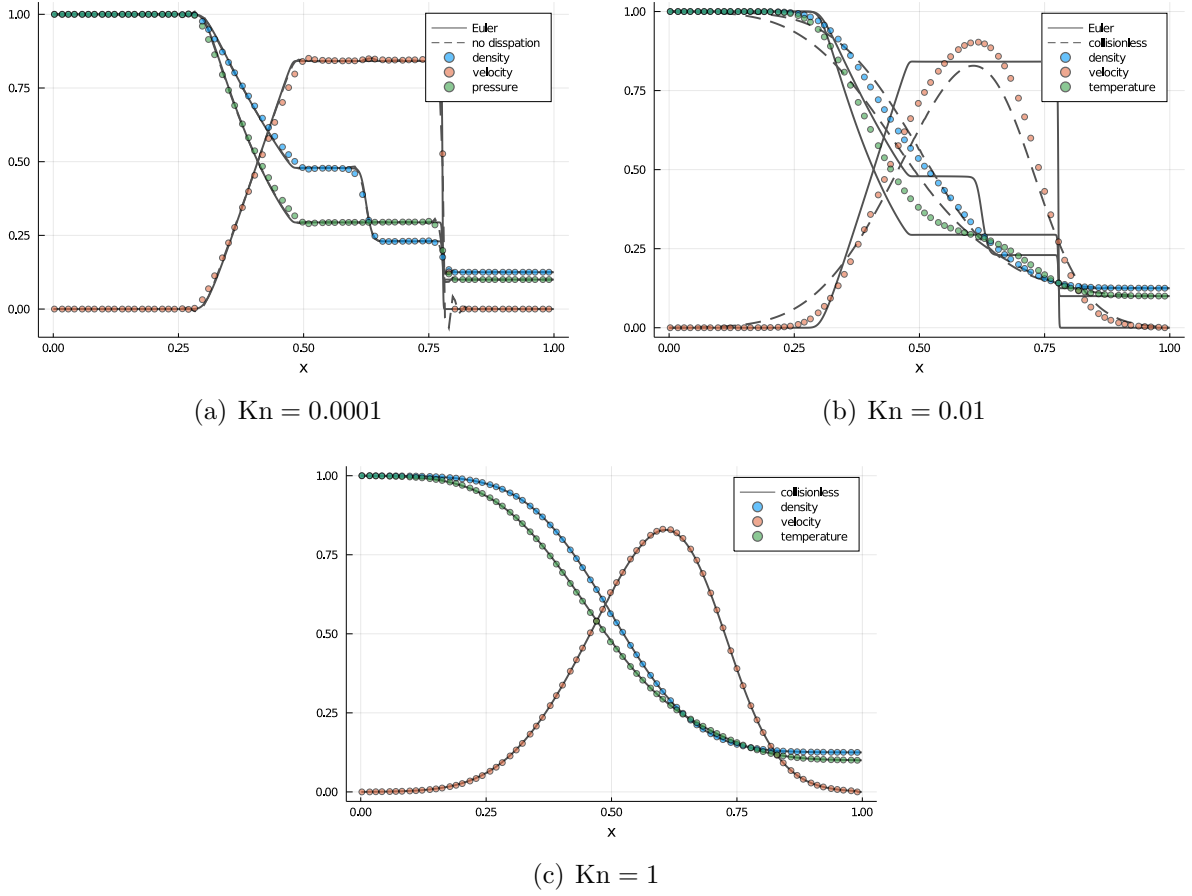 1.00
0.75
0.50
0.25
0.00
0.00
0.25
0.50
0.75
1.00
x
Euler
no disspation
density
velocity
pressure
(a) Kn = 0.0001
1.00
0.75
0.50
0.25
0.00
0.00
0.25
0.50
0.75
1.00
x
Euler
collisionless
density
velocity
temperature
(b) Kn = 0.01
1.00
0.75
0.50
0.25
0.00
0.00
0.25
0.50
0.75
1.00
x
collisionless
density
velocity
temperature
(c) Kn = 1